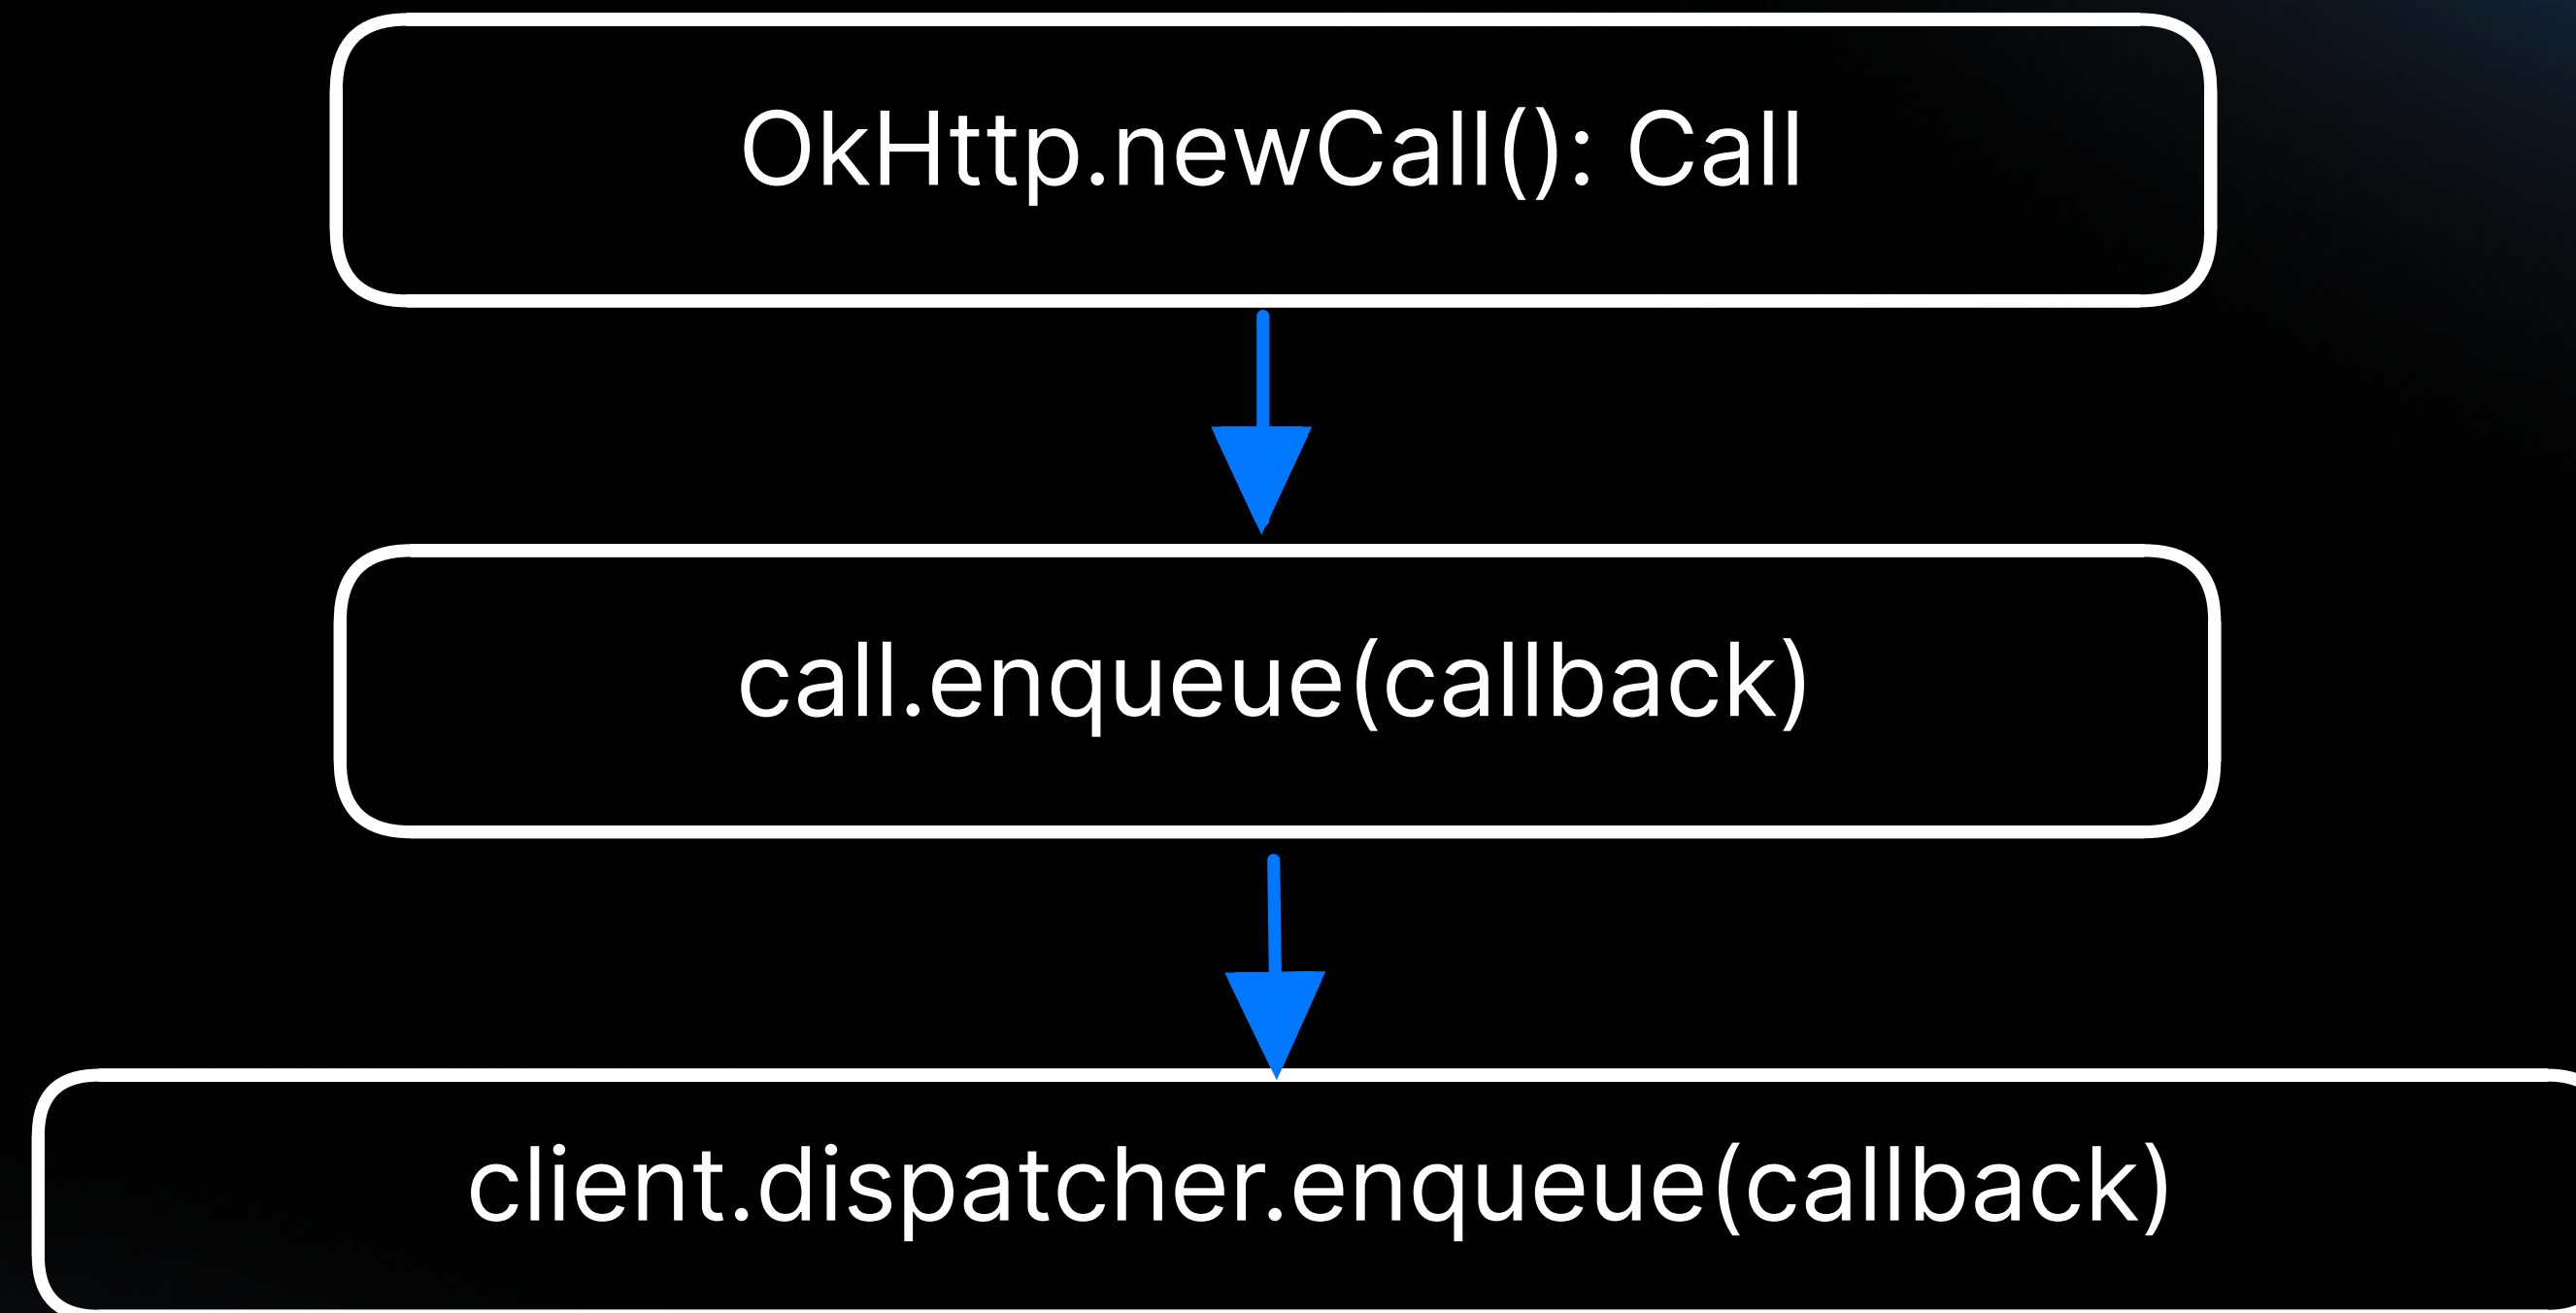 OkHttp.newCall(): Call
call.enqueue(callback)
client.dispatcher.enqueue(callback)